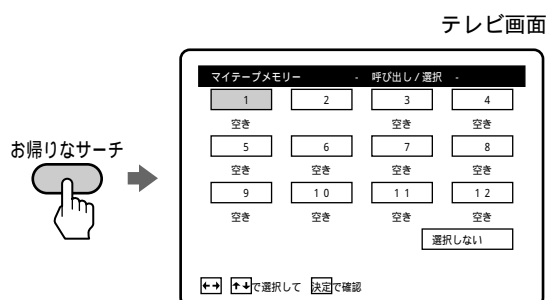 テレビ画面
マイテープメモリー - 呼び出し/選択 -
1 2 3 4
空き 空き 空き
お帰りなサーチ
5 6 7 8
空き 空き 空き 空き
9 10 11 12
空き 空き 空き 空き
選択しない
←→ ↑↓で選択して 決定で確認